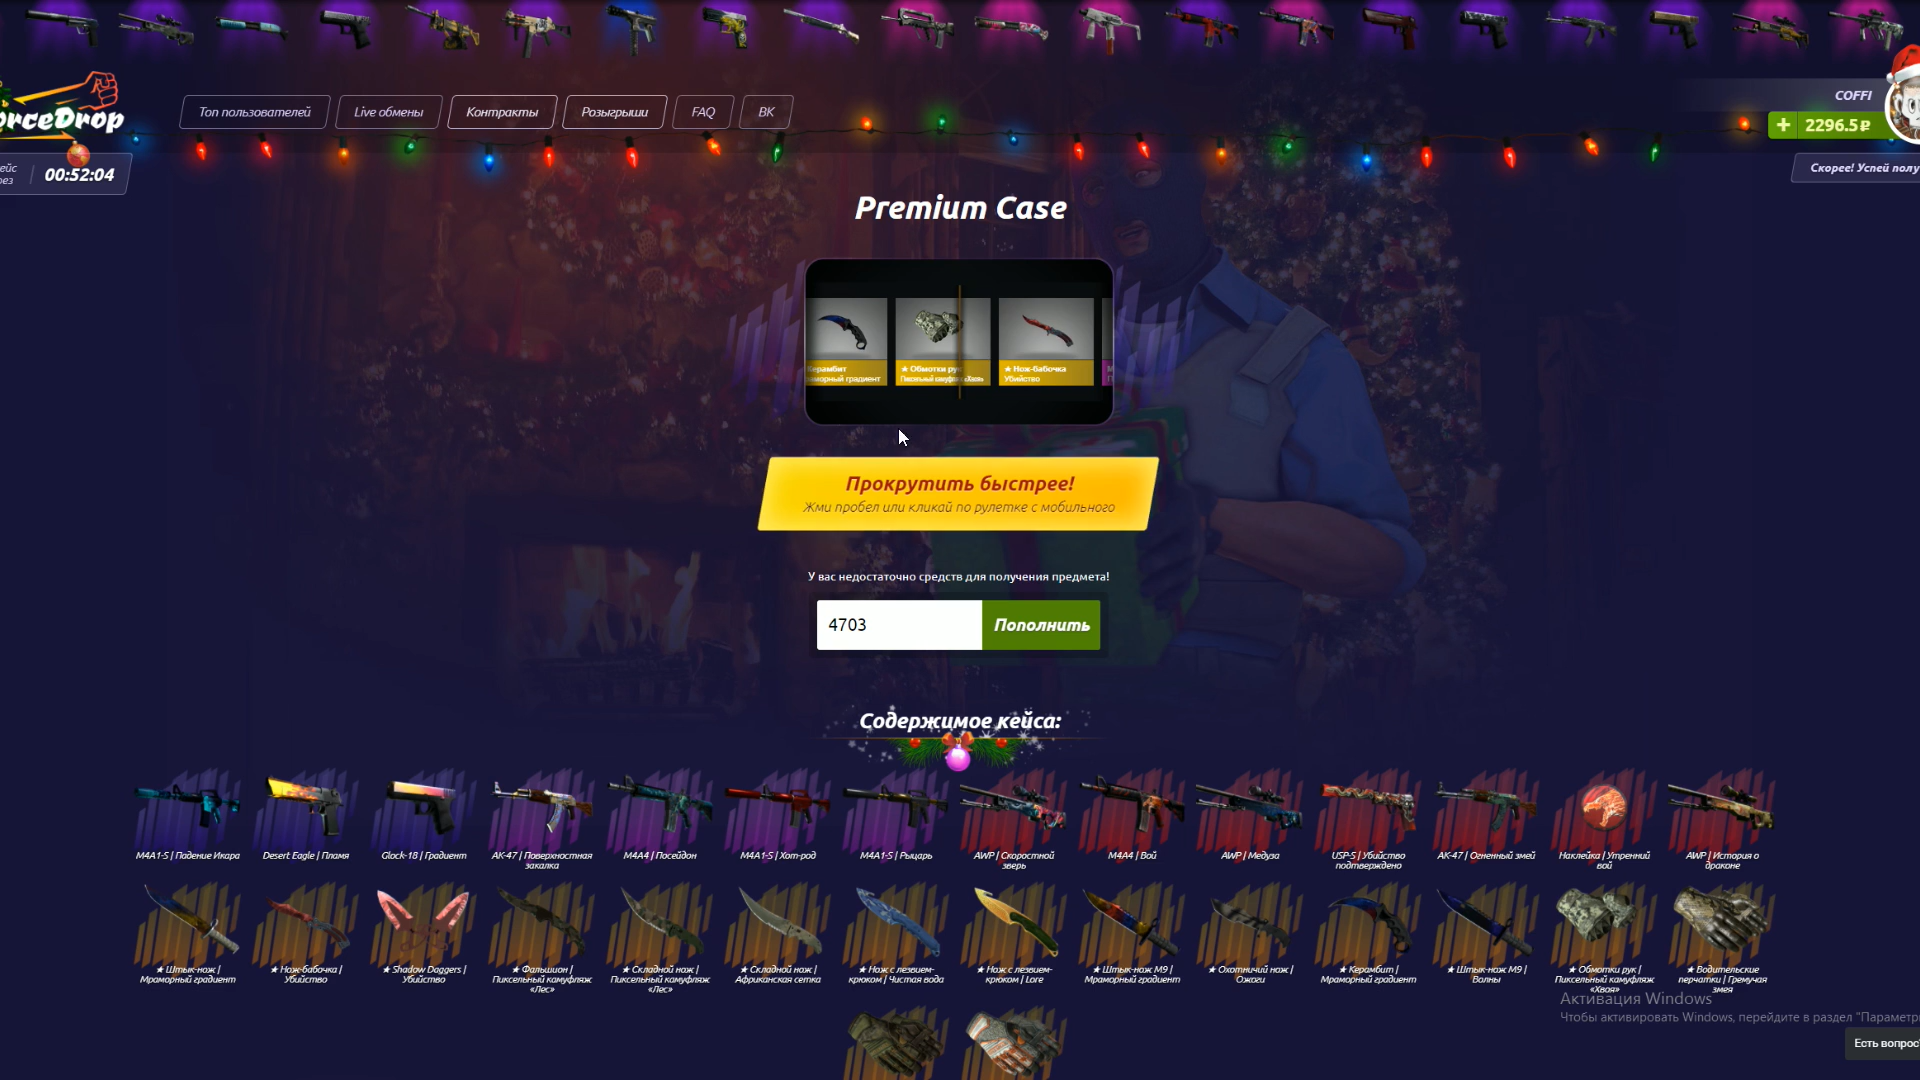 Топ пользователей
Live обмены
Контракты
Розыгрыши
FAQ
ВК
COFFI
+ 2296.5₽
00:52:04
Скорее! Успей
Premium Case
★ Обмотки
★ Нож-бабочка
Убийство
Прокрутить быстрее!
Жми пробел или кликай по рулетке с мобильного
У вас недостаточно средств для получения предмета!
4703
Пополнить
Содержимое кейса:
M4A1-S | Падение Икара
Desert Eagle | Пламя
Glock-18 | Градиент
AK-47 | Поверхностная
закалка
M4A4 | Посейдон
M4A1-S | Хот-род
M4A1-S | Рыцарь
AWP | Скоростной
зверь
M4A4 | Вой
AWP | Медуза
USP-S | Убийство
подтверждено
AK-47 | Огненный змей
Наклейка | Утренний
вой
AWP | История о
драконе
★ Штык-нож |
Мраморный градиент
★ Нож-бабочка |
Убийство
★ Shadow Daggers |
Убийство
★ Фальшион |
Пиксельный камуфляж
«Лес»
★ Складной нож |
Пиксельный камуфляж
«Лес»
★ Складной нож |
Африканская сетка
★ Нож с лезвием-
крюком | Чистая вода
★ Нож с лезвием-
крюком | Lore
★ Штык-нож M9 |
Мраморный градиент
★ Охотничий нож |
Ожоги
★ Керамбит |
Мраморный градиент
★ Штык-нож M9 |
Волны
★ Обмотки рук |
Пиксельный камуфляж
«Хвоя»
★ Водительские
перчатки | Гремучая
змея
Активация Windows
Чтобы активировать Windows, перейдите в раздел
Есть вопрос